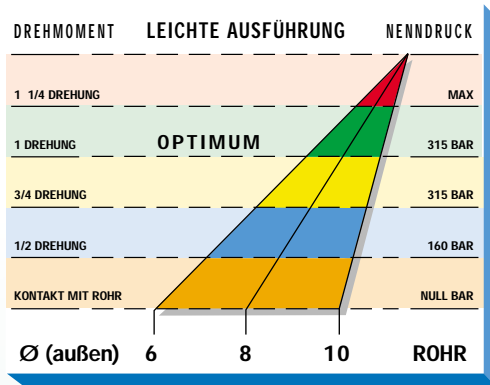 DREHMOMENT LEICHTE AUSFÜHRUNG NENNDRUCK
1 1/4 DREHUNG MAX
1 DREHUNG OPTIMUM 315 BAR
3/4 DREHUNG 315 BAR
1/2 DREHUNG 160 BAR
KONTAKT MIT ROHR NULL BAR
Ø (außen) 6 8 10 ROHR